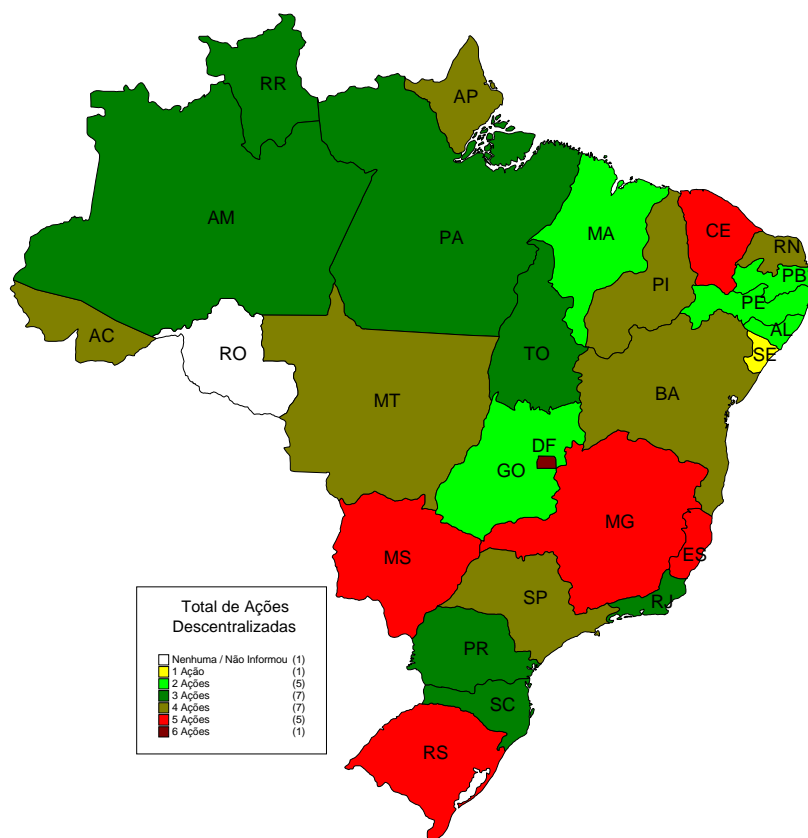 RR
AP
AM
PA
MA
CE
RN
PI
PB
PE
AL
AC
RO
TO
SE
MT
BA
DF
GO
MG
MS
ES
SP
RJ
PR
SC
RS
Total de Ações
Descentralizadas
Nenhuma / Não Informou (1)
1 Ação (1)
2 Ações (5)
3 Ações (7)
4 Ações (7)
5 Ações (5)
6 Ações (1)